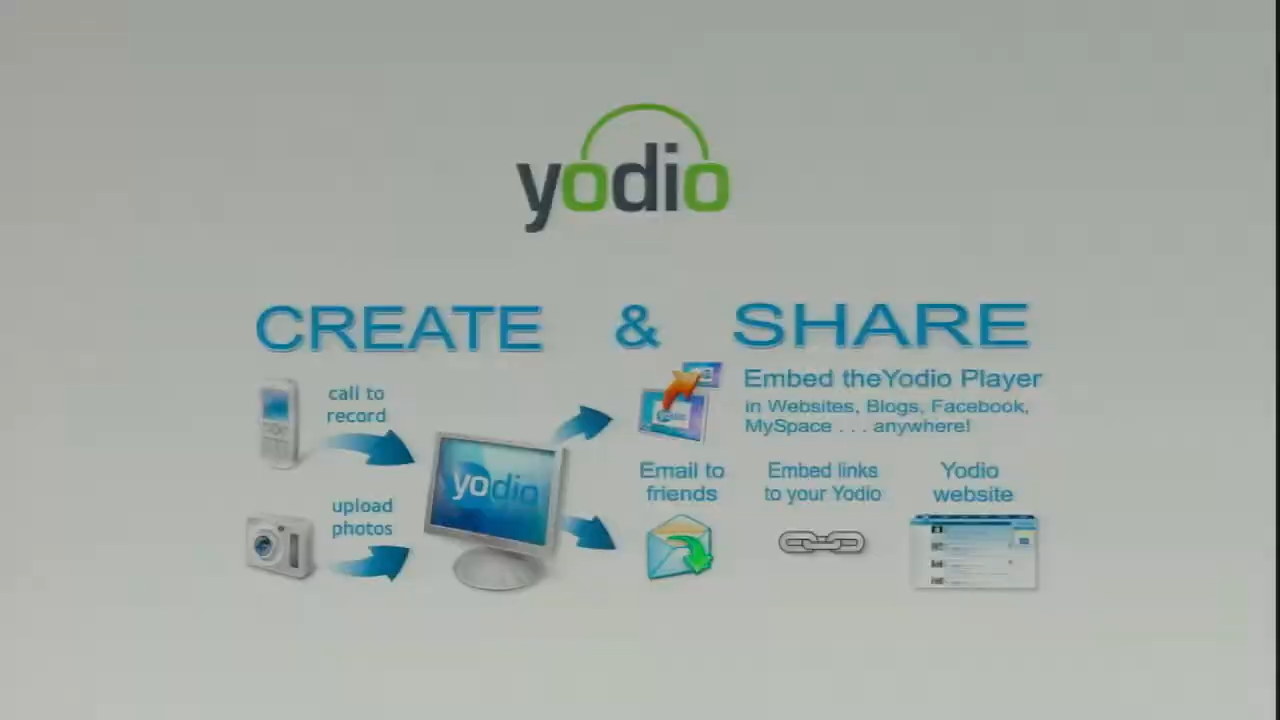 yodio
CREATE & SHARE
call to
record
upload
photos
yodio
Embed theYodio Player
in Websites, Blogs, Facebook,
MySpace . . . anywhere!
Email to
friends
Embed links
to your Yodio
Yodio
website